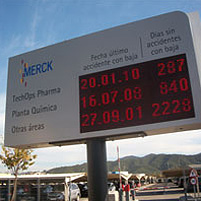 MERCK
Fecha último accidente con baja
Días sin accidentes con baja
TechOps Pharma 20.01.10 287
Planta Química 16.07.08 840
Otras áreas 27.09.01 2228